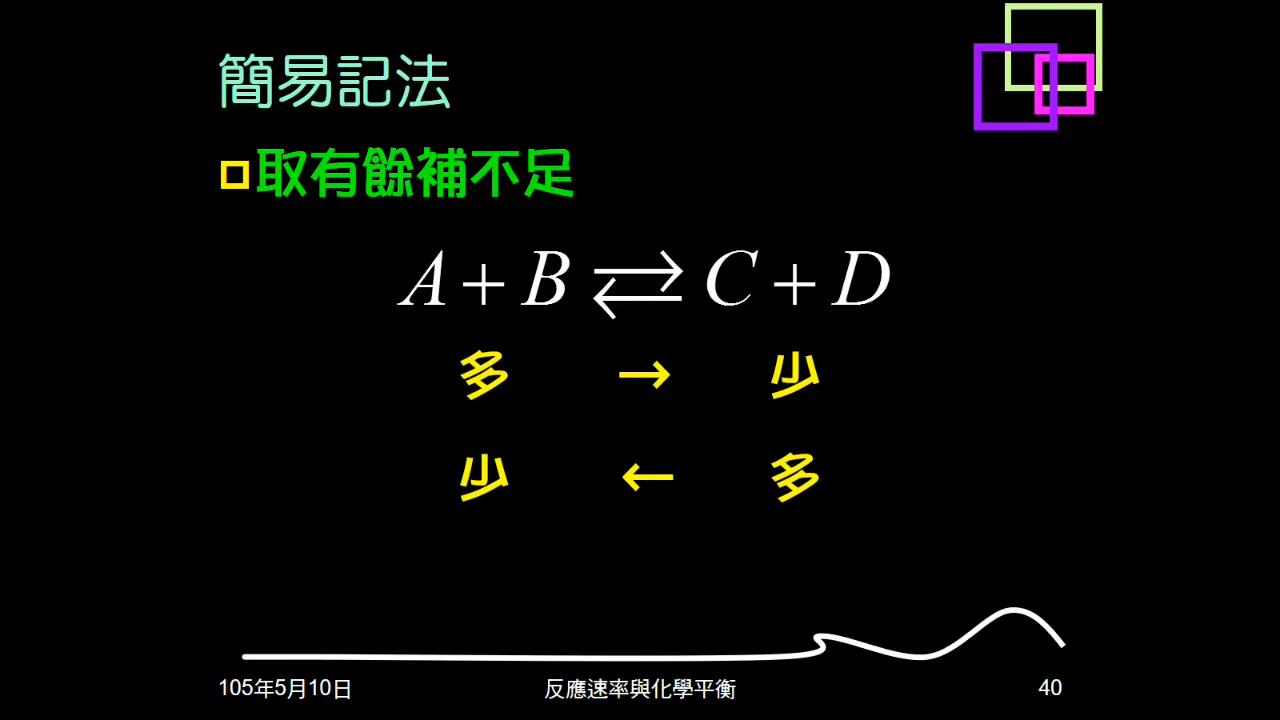 簡易記法
取有餘補不足
A + B ⇄ C + D
多 → 少
少 ← 多
105年5月10日 反應速率與化學平衡 40